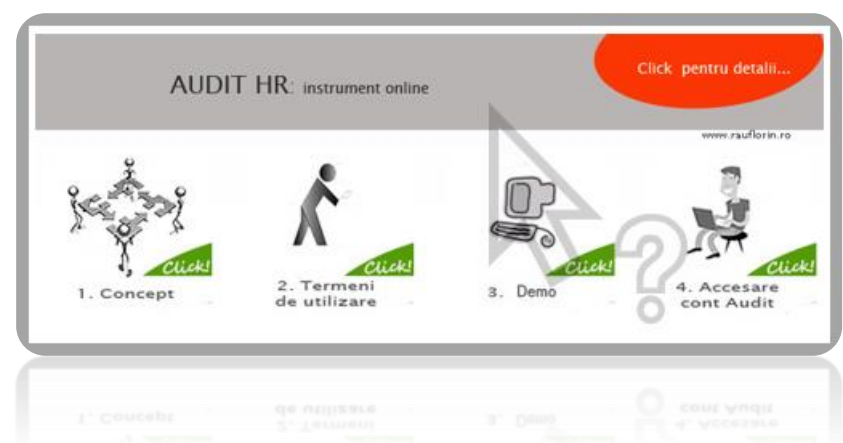 AUDIT HR: instrument online
Click pentru detalii...
www.rauflorin.ro
Click!
Click!
Click!
Click!
1. Concept
2. Termeni
de utilizare
3. Demo
4. Accesare
cont Audit
?